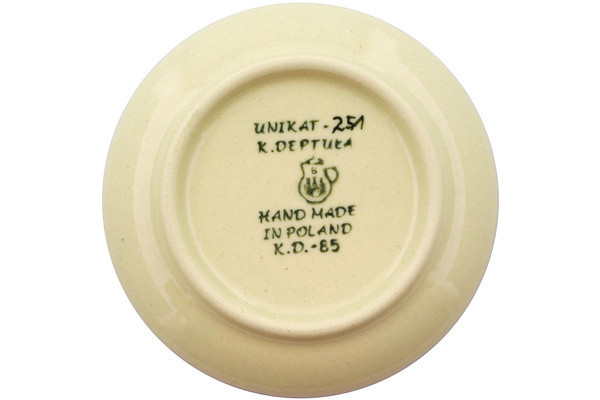 UNIKAT - 251
K. DEPTUŁA
B
HAND MADE
IN POLAND
K.D.-85